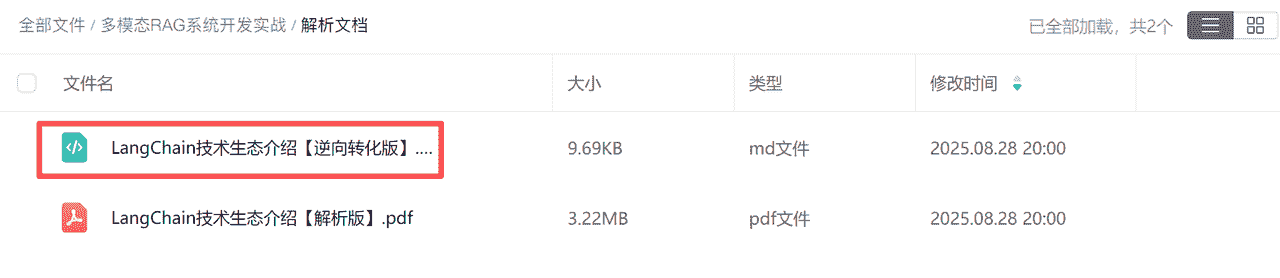 全部文件 / 多模态RAG系统开发实战 / 解析文档 已全部加载，共2个
文件名 大小 类型 修改时间
LangChain技术生态介绍【逆向转化版】.... 9.69KB md文件 2025.08.28 20:00
LangChain技术生态介绍【解析版】.pdf 3.22MB pdf文件 2025.08.28 20:00